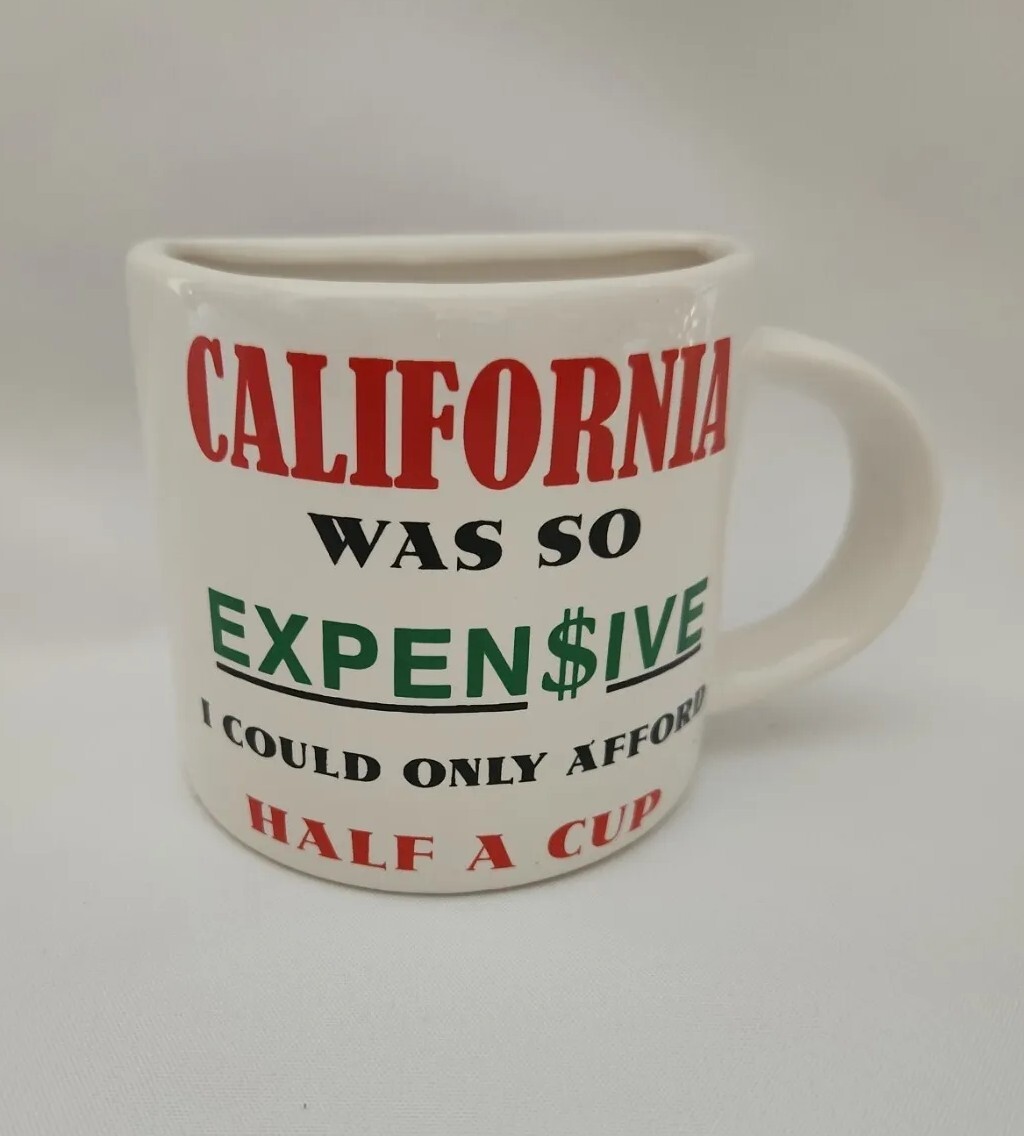 CALIFORNIA
WAS SO
EXPEN$IVE
I COULD ONLY AFFORD
HALF A CUP